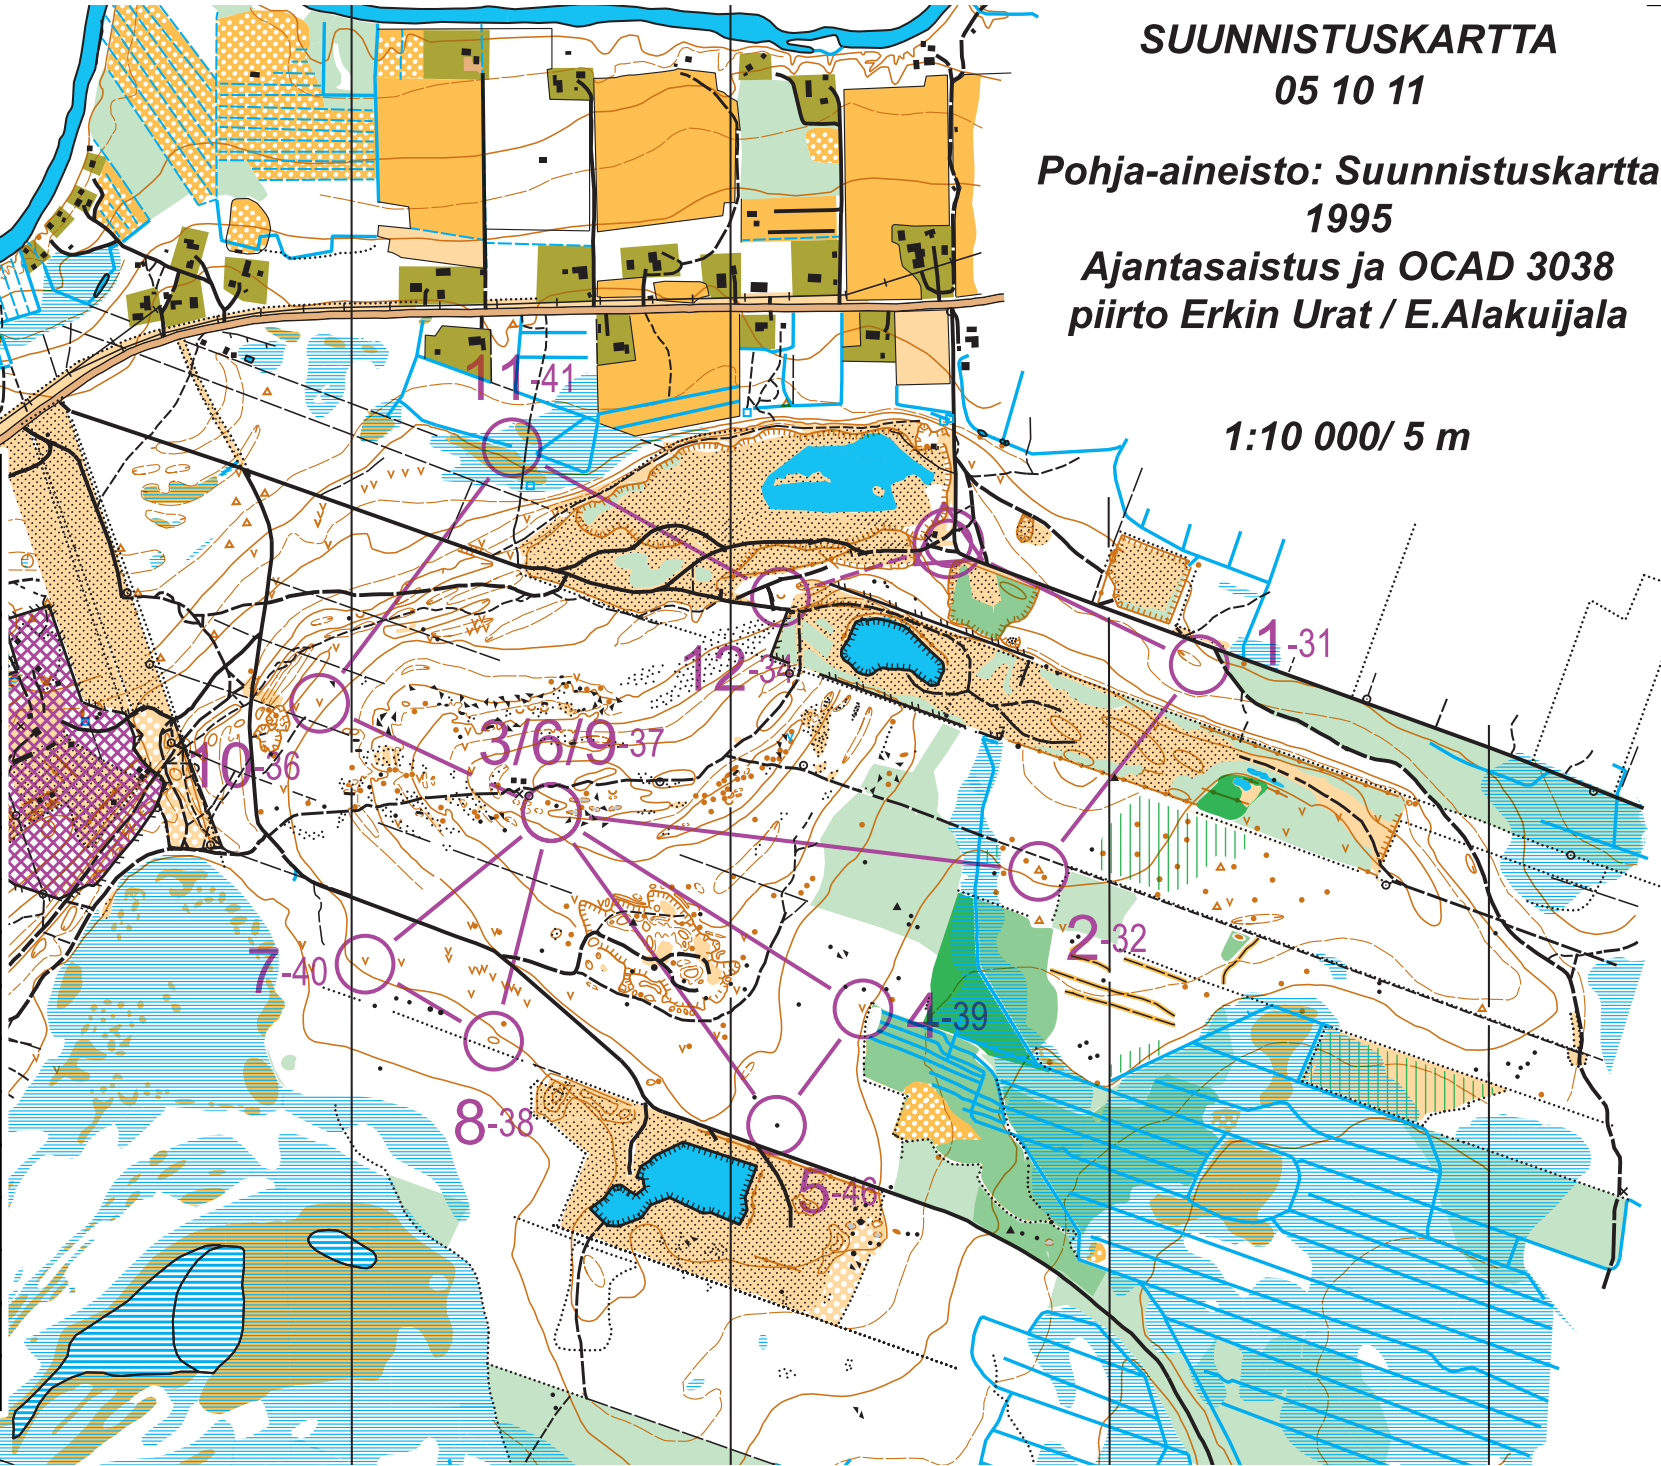 SUUNNISTUSKARTTA
05 10 11
Pohja-aineisto: Suunnistuskartta
1995
Ajantasaistus ja OCAD 3038
piirto Erkin Urat / E.Alakuijala
1:10 000/ 5 m
11-41
1-31
12-34
3/6/9-37
10-36
2-32
7-40
4-39
8-38
5-46